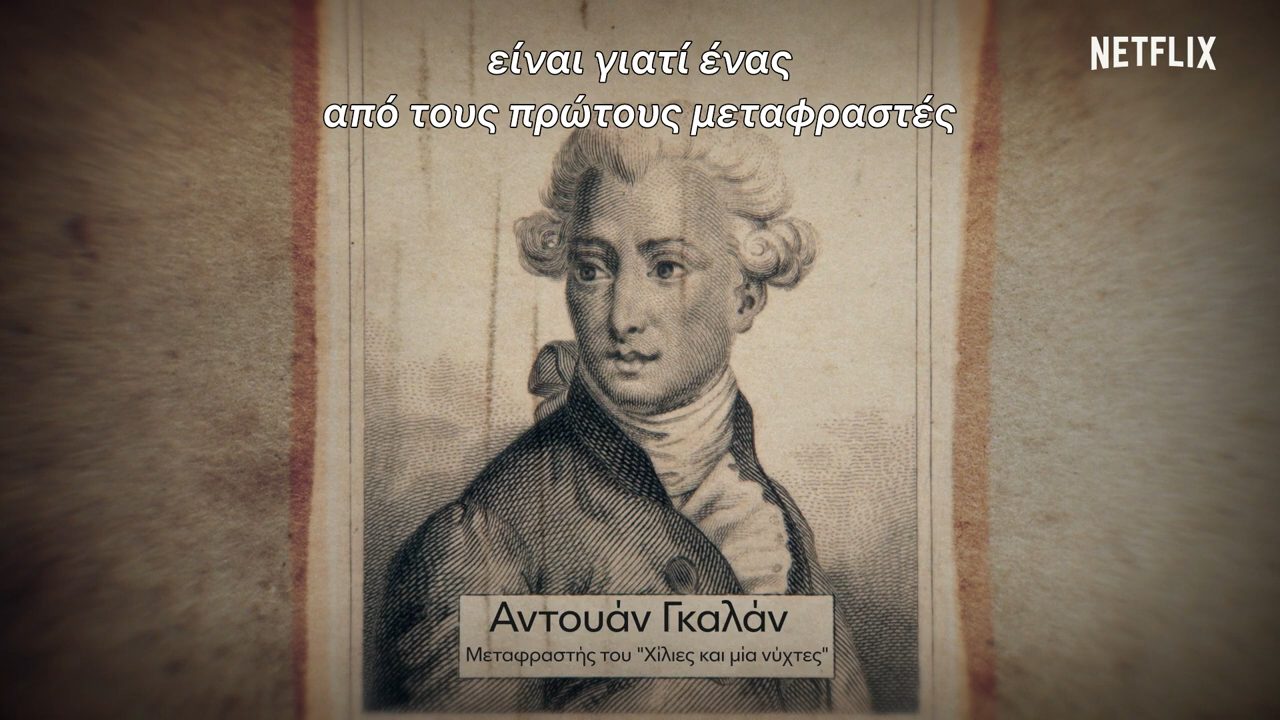 είναι γιατί ένας
από τους πρώτους μεταφραστές
NETFLIX
Αντουάν Γκαλάν
Μεταφραστής του "Χίλιες και μία νύχτες"